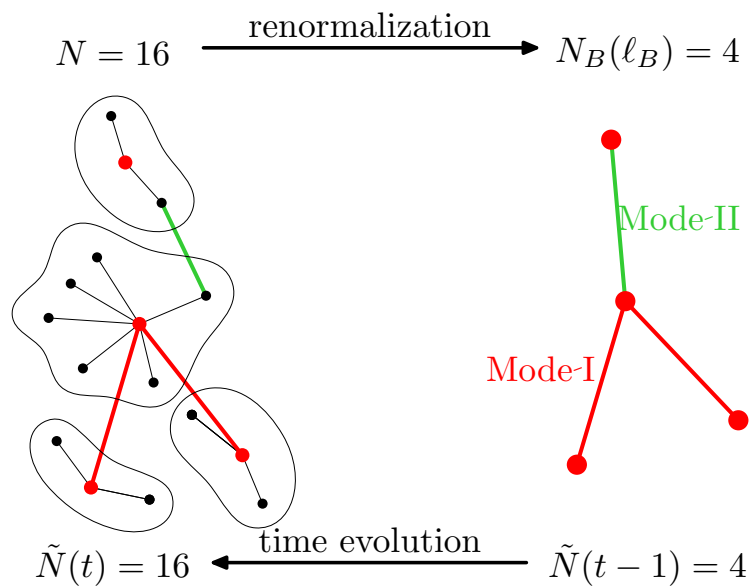 renormalization
N = 16
N_B(ℓ_B) = 4
Mode-II
Mode-I
time evolution
Ñ(t) = 16
Ñ(t − 1) = 4